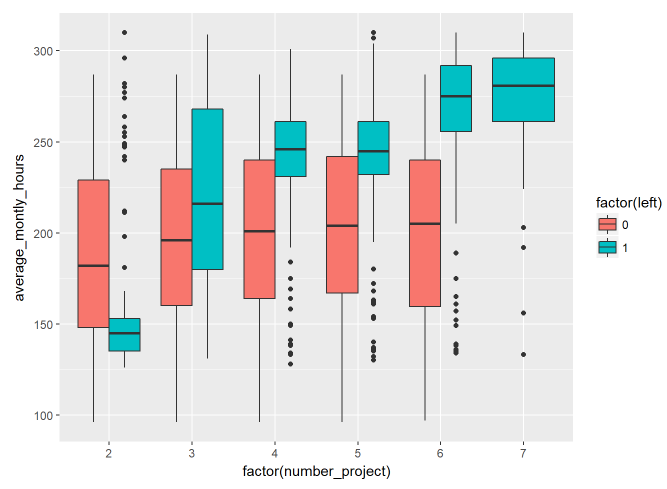 300
250
200
150
100
average_montly_hours
2 3 4 5 6 7
factor(number_project)
factor(left)
0
1